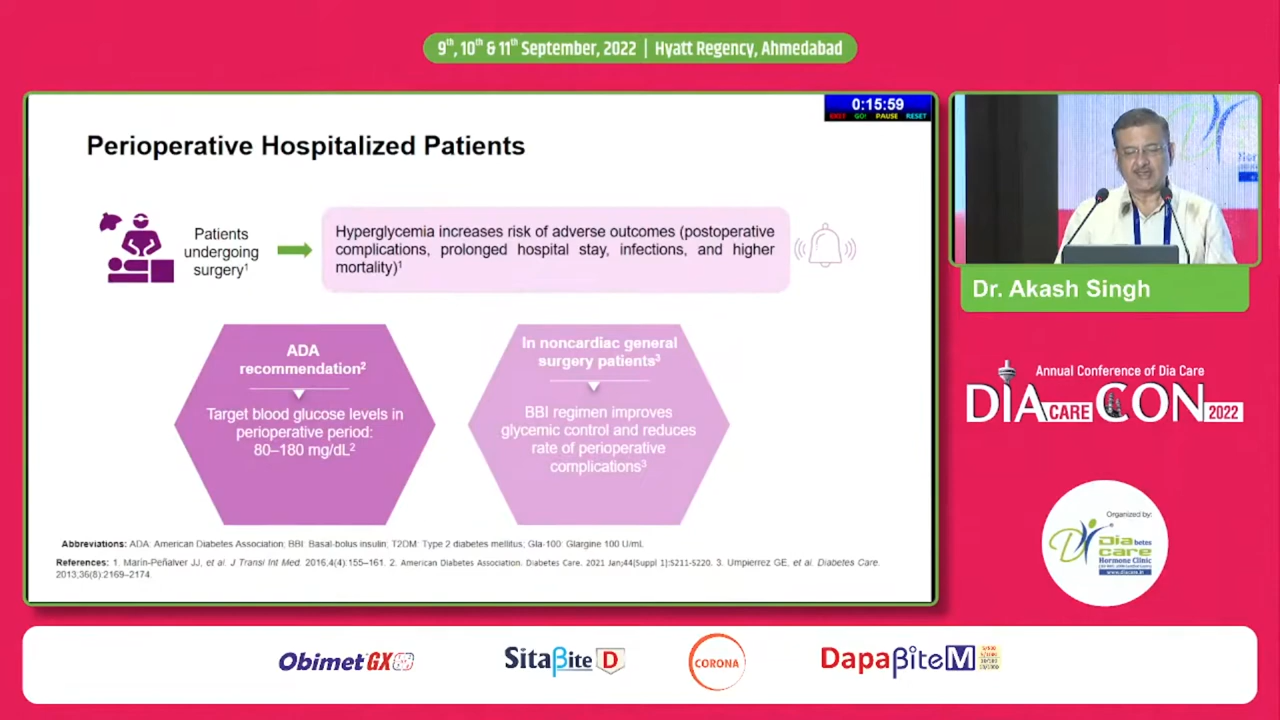 9th, 10th & 11th September, 2022 | Hyatt Regency, Ahmedabad
0:15:59
GO! PAUSE RESET
Perioperative Hospitalized Patients
Patients
undergoing
surgery1
Hyperglycemia increases risk of adverse outcomes (postoperative
complications, prolonged hospital stay, infections, and higher
mortality)1
ADA
recommendation2
Target blood glucose levels in
perioperative period:
80–180 mg/dL2
In noncardiac general
surgery patients3
BBI regimen improves
glycemic control and reduces
rate of perioperative
complications3
Abbreviations: ADA: American Diabetes Association; BBI: Basal-bolus insulin; T2DM: Type 2 diabetes mellitus; Gla-100: Glargine 100 U/mL
References: 1. Marín-Peñalver JJ, et al. J Transl Int Med. 2016;4(4):155–161. 2. American Diabetes Association. Diabetes Care. 2021 Jan;44[Suppl 1]:S211-S220. 3. Umpierrez GE, et al. Diabetes Care.
2013;36(8):2169–2174.
Dr. Akash Singh
Annual Conference of Dia Care
DIA CARE CON 2022
Organized by:
Diabetes
care
Hormone Clinic
Obimet GX
Sitaβite D
CORONA
Dapaβite M